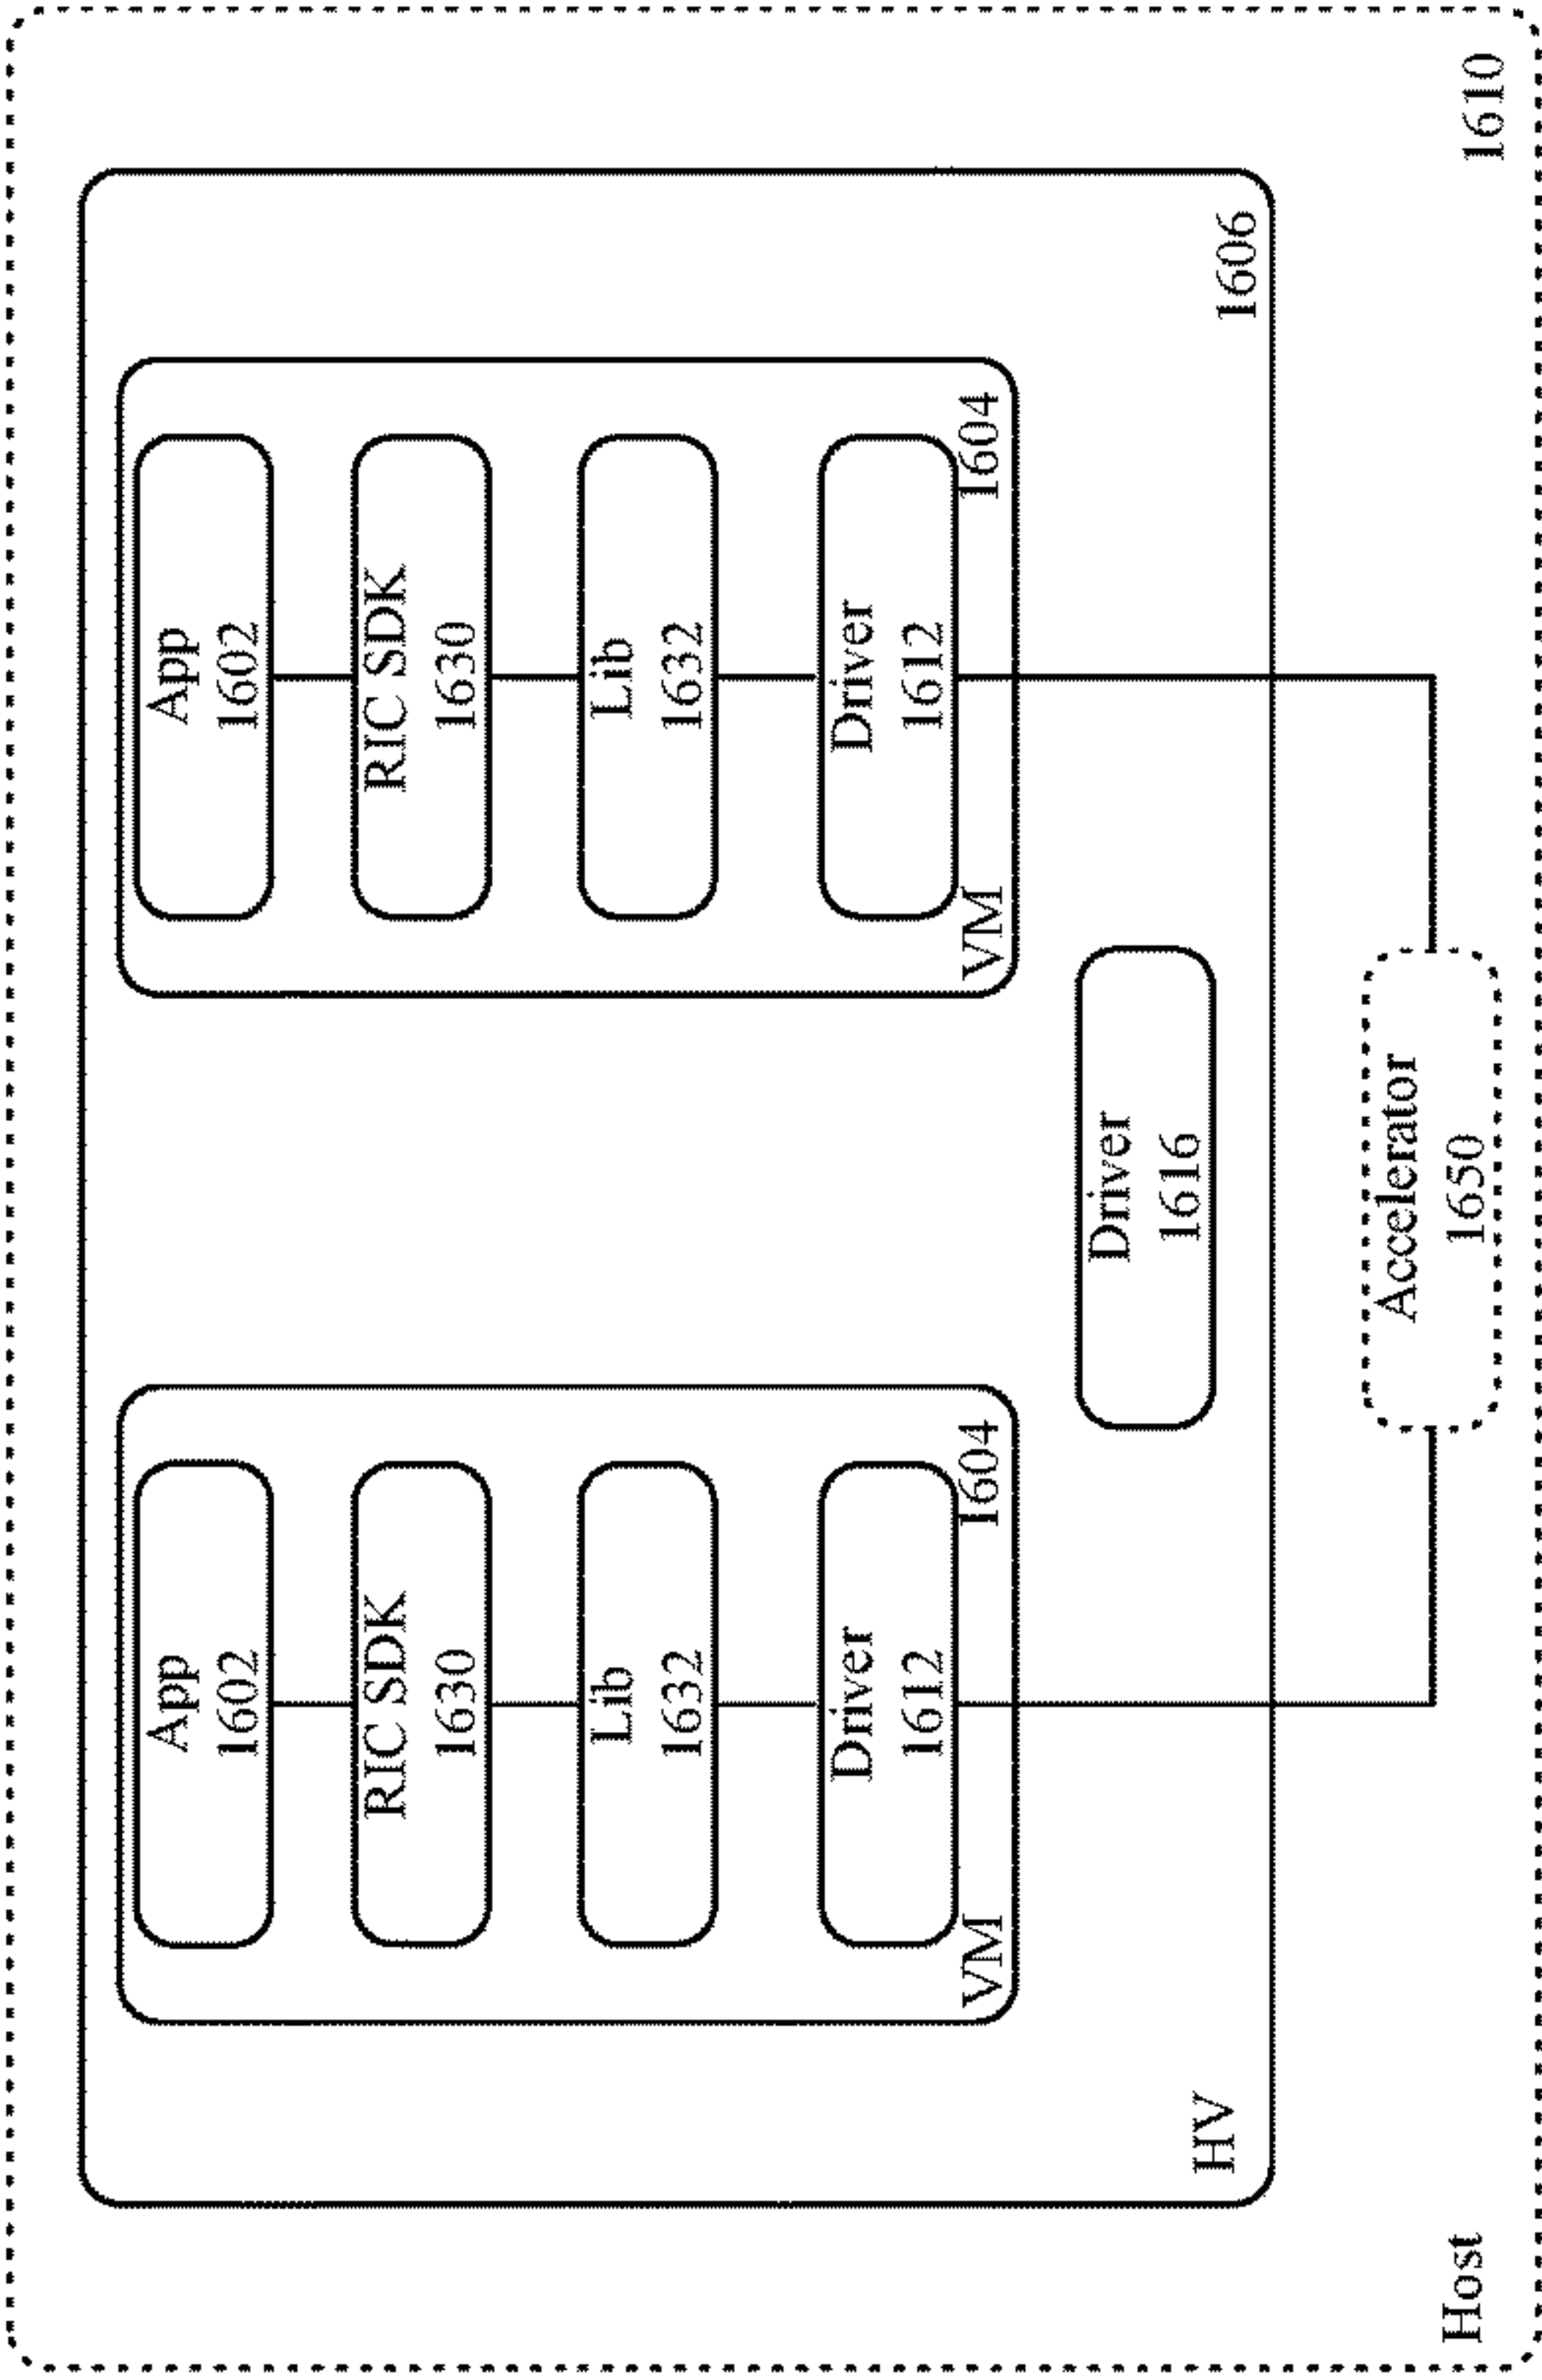 App
1602
RIC SDK
1630
Lib
1632
Driver
1612
VM
1604
App
1602
RIC SDK
1630
Lib
1632
Driver
1612
VM
1604
Driver
1616
HV
1606
Accelerator
1650
Host
1610